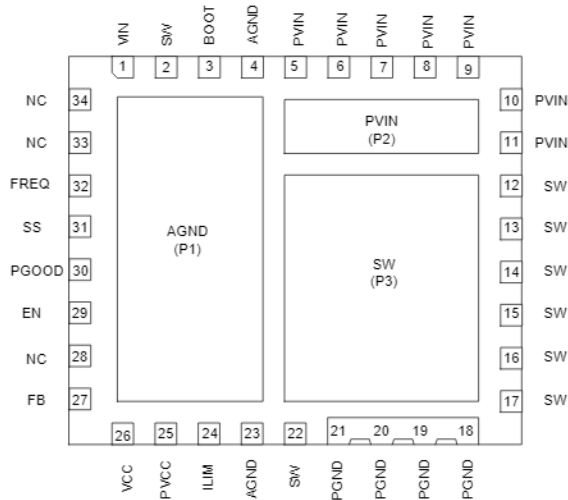 VIN SW BOOT AGND PVIN PVIN PVIN PVIN PVIN
1 2 3 4 5 6 7 8 9
NC 34 10 PVIN
NC 33 11 PVIN
PVIN
(P2)
FREQ 32 12 SW
SS 31 13 SW
AGND
(P1)
PGOOD 30 14 SW
SW
(P3)
EN 29 15 SW
NC 28 16 SW
FB 27 17 SW
26 25 24 23 22 21 20 19 18
VCC PVCC ILIM AGND SW PGND PGND PGND PGND